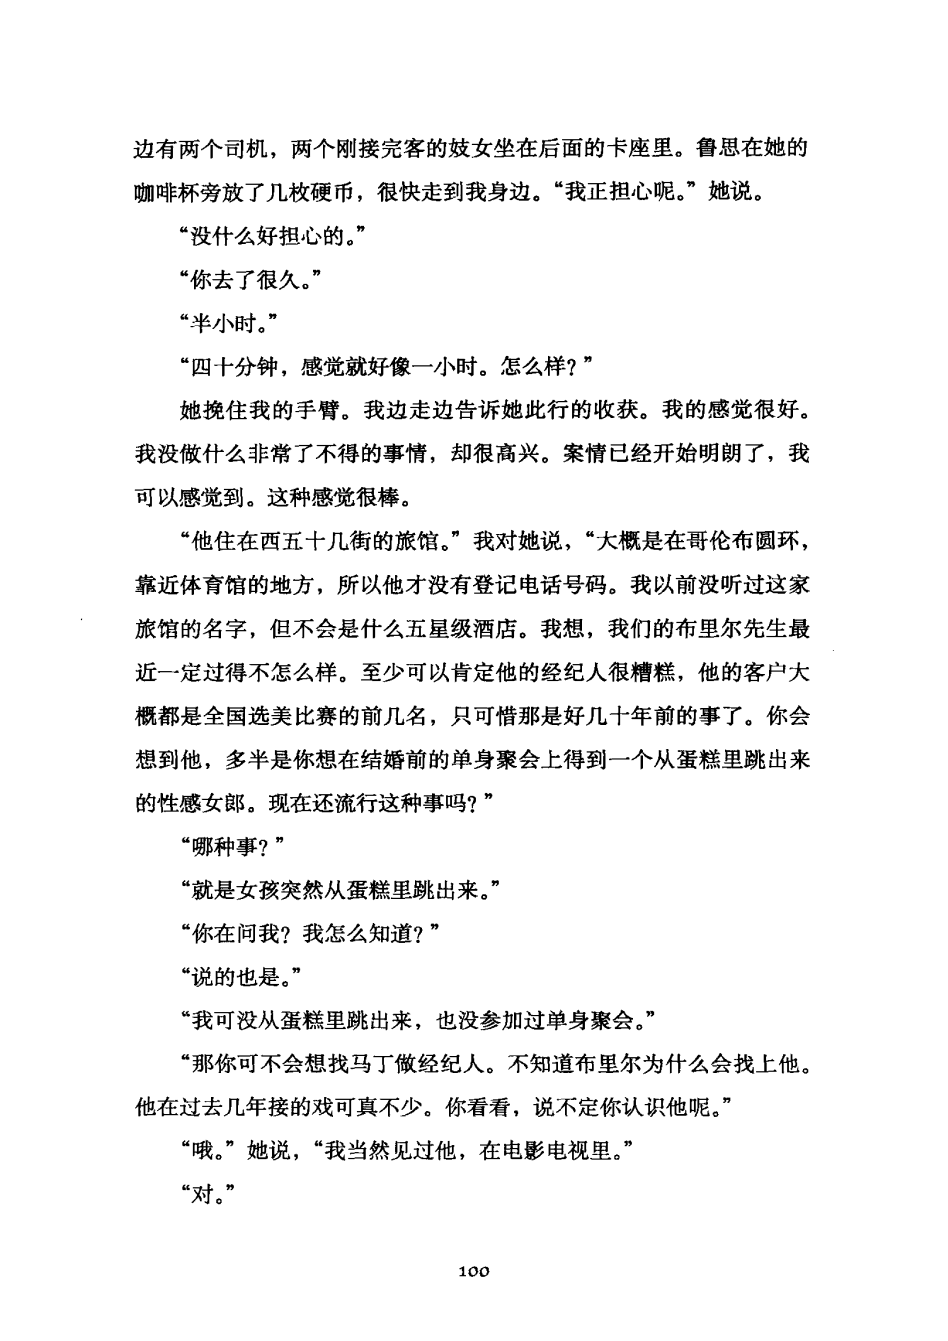 边有两个司机，两个刚接完客的妓女坐在后面的卡座里。鲁思在她的
咖啡杯旁放了几枚硬币，很快走到我身边。“我正担心呢。”她说。
“没什么好担心的。”
“你去了很久。”
“半小时。”
“四十分钟，感觉就好像一小时。怎么样？”
她挽住我的手臂。我边走边告诉她此行的收获。我的感觉很好。
我没做什么非常了不得的事情，却很高兴。案情已经开始明朗了，我
可以感觉到。这种感觉很棒。
“他住在西五十几街的旅馆。”我对她说，“大概是在哥伦布圆环，
靠近体育馆的地方，所以他才没有登记电话号码。我以前没听过这家
旅馆的名字，但不会是什么五星级酒店。我想，我们的布里尔先生最
近一定过得不怎么样。至少可以肯定他的经纪人很糟糕，他的客户大
概都是全国选美比赛的前几名，只可惜那是好几十年前的事了。你会
想到他，多半是你想在结婚前的单身聚会上得到一个从蛋糕里跳出来
的性感女郎。现在还流行这种事吗？”
“哪种事？”
“就是女孩突然从蛋糕里跳出来。”
“你在问我？我怎么知道？”
“说的也是。”
“我可没从蛋糕里跳出来，也没参加过单身聚会。”
“那你可不会想找马丁做经纪人。不知道布里尔为什么会找上他。
他在过去几年接的戏可真不少。你看看，说不定你认识他呢。”
“哦。”她说，“我当然见过他，在电影电视里。”
“对。”
100